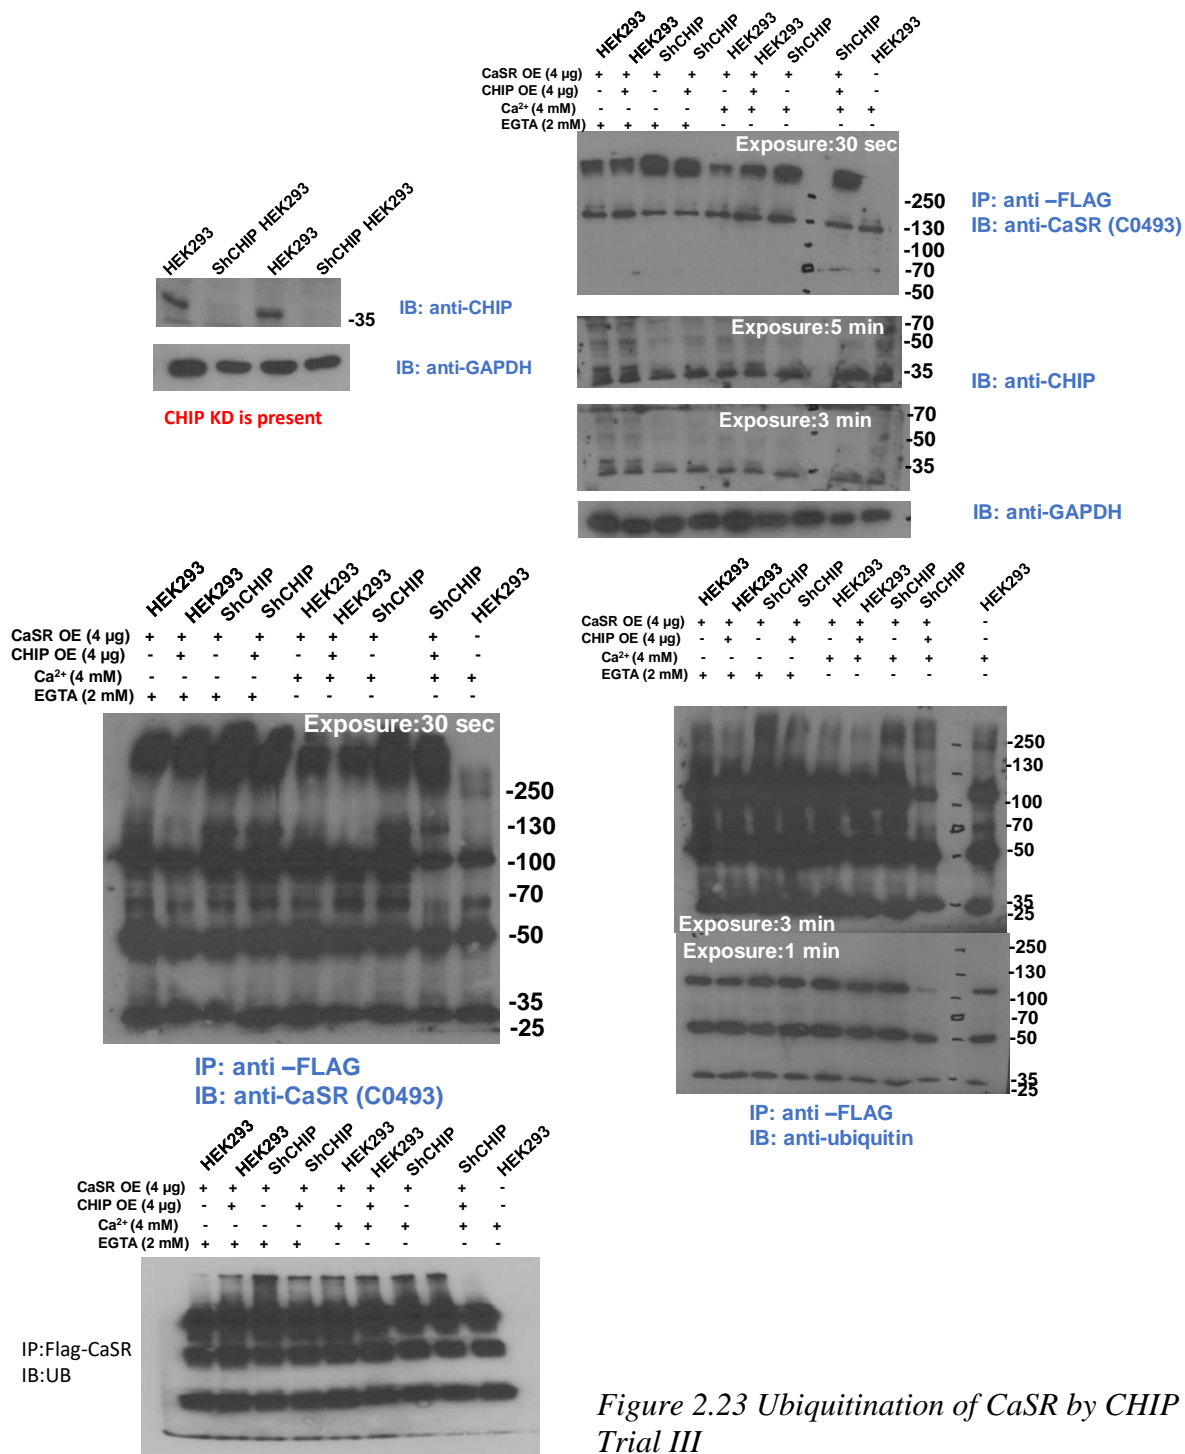 HEK293 ShCHIP HEK293 HEK293 ShCHIP HEK293
-35
IB: anti-CHIP
IB: anti-GAPDH
CHIP KD is present
HEK293 HEK293 ShCHIP ShCHIP HEK293 HEK293 ShCHIP ShCHIP HEK293
CaSR OE (4 µg) + + + + + + + + -
CHIP OE (4 µg) - + - + - + - + -
Ca²⁺ (4 mM) - - - - + + + + +
EGTA (2 mM) + + + + - - - - -
Exposure:30 sec
-250
-130
-100
-70
-50
IP: anti –FLAG
IB: anti-CaSR (C0493)
Exposure:5 min
-70
-50
-35
IB: anti-CHIP
Exposure:3 min
-70
-50
-35
IB: anti-GAPDH
HEK293 HEK293 ShCHIP ShCHIP HEK293 HEK293 ShCHIP ShCHIP HEK293
CaSR OE (4 µg) + + + + + + + + -
CHIP OE (4 µg) - + - + - + - + -
Ca²⁺ (4 mM) - - - - + + + + +
EGTA (2 mM) + + + + - - - - -
Exposure:30 sec
-250
-130
-100
-70
-50
-35
-25
IP: anti –FLAG
IB: anti-CaSR (C0493)
HEK293 HEK293 ShCHIP ShCHIP HEK293 HEK293 ShCHIP ShCHIP HEK293
CaSR OE (4 µg) + + + + + + + + -
CHIP OE (4 µg) - + - + - + - + -
Ca²⁺ (4 mM) - - - - + + + + +
EGTA (2 mM) + + + + - - - - -
-250
-130
-100
-70
-50
-35
-25
Exposure:3 min
Exposure:1 min
-250
-130
-100
-70
-50
-35
-25
IP: anti –FLAG
IB: anti-ubiquitin
HEK293 HEK293 ShCHIP ShCHIP HEK293 HEK293 ShCHIP ShCHIP HEK293
CaSR OE (4 µg) + + + + + + + + -
CHIP OE (4 µg) - + - + - + - + -
Ca²⁺ (4 mM) - - - - + + + + +
EGTA (2 mM) + + + + - - - - -
IP:Flag-CaSR
IB:UB
Figure 2.23 Ubiquitination of CaSR by CHIP
Trial III